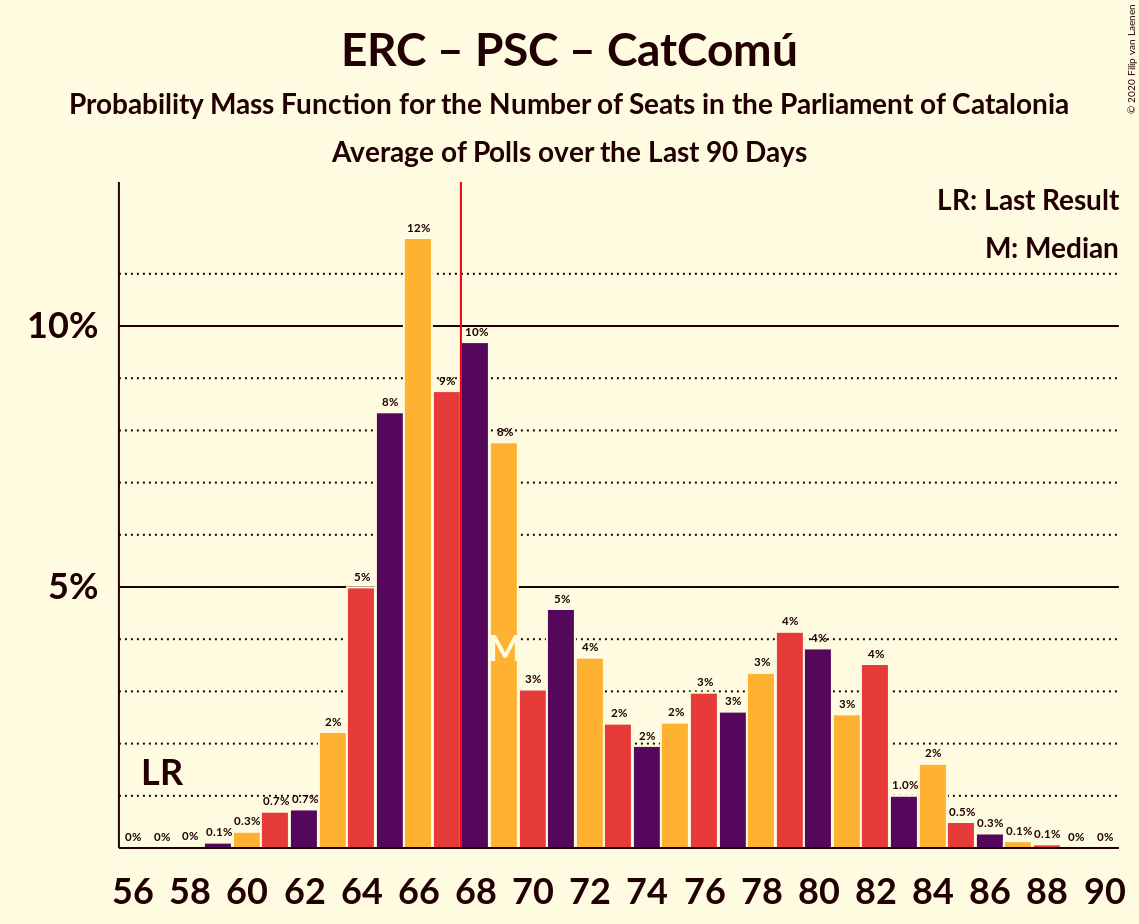 ERC – PSC – CatComú
Probability Mass Function for the Number of Seats in the Parliament of Catalonia
Average of Polls over the Last 90 Days
© 2020 Filip van Laenen
LR: Last Result
M: Median
10%
5%
LR
M
0% 0% 0% 0.1% 0.3% 0.7% 0.7% 2% 5% 8% 12% 9% 10% 8% 3% 5% 4% 2% 2% 2% 3% 3% 3% 4% 4% 3% 4% 1.0% 2% 0.5% 0.3% 0.1% 0.1% 0% 0%
56 58 60 62 64 66 68 70 72 74 76 78 80 82 84 86 88 90